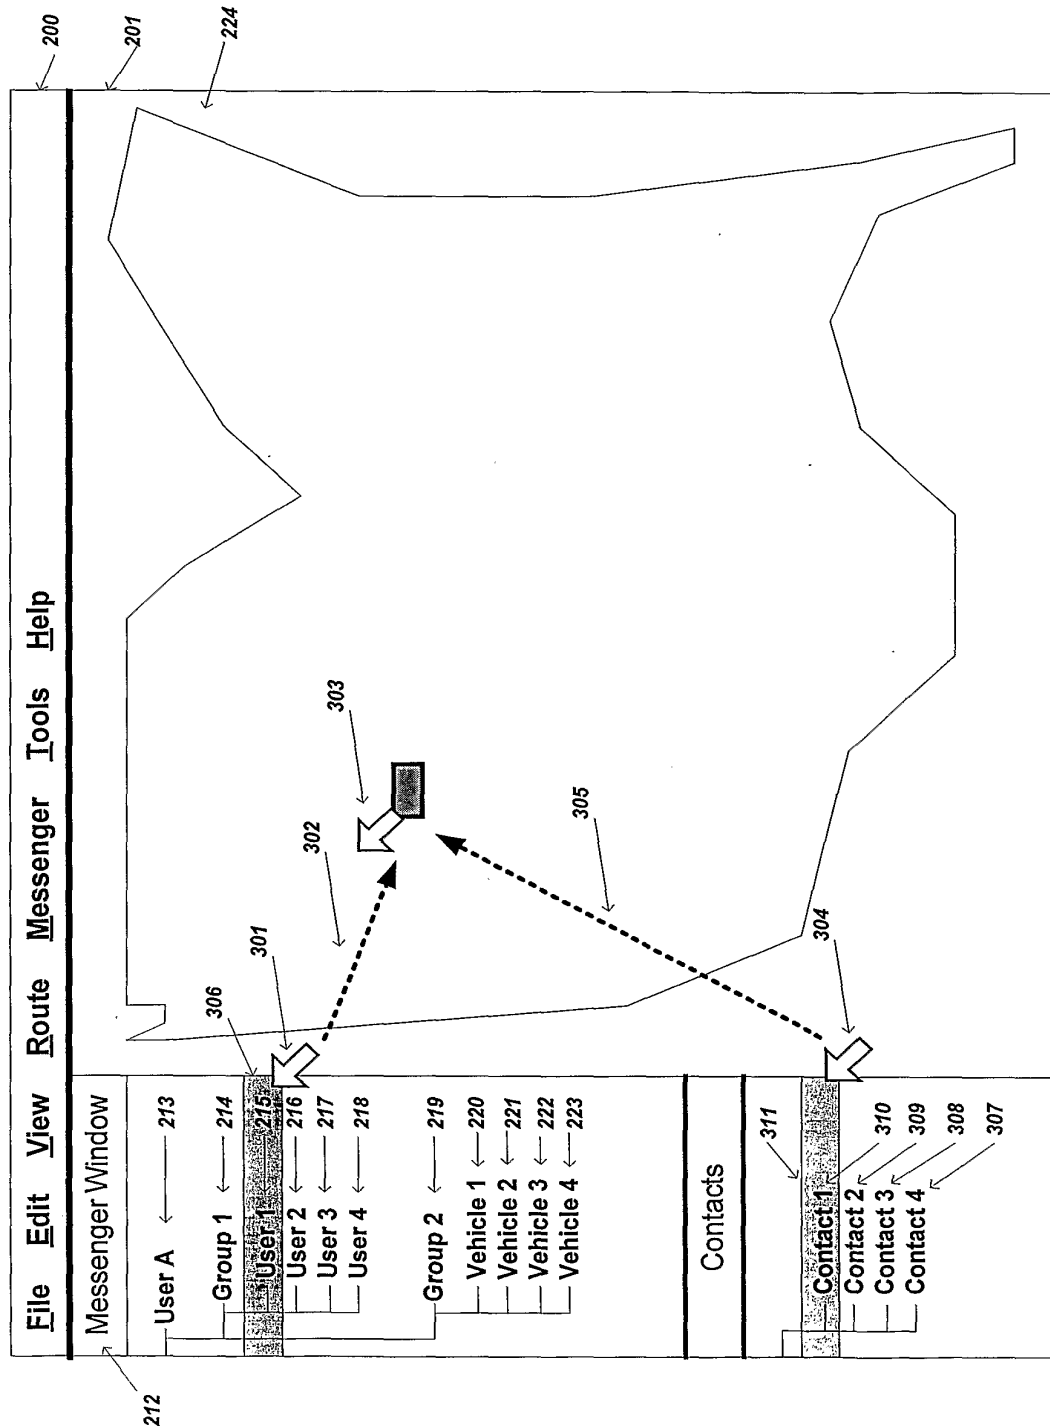 File Edit View Route Messenger Tools Help
200
201
224
Messenger Window
212
User A 213
Group 1 214
User 1 215
User 2 216
User 3 217
User 4 218
Group 2 219
Vehicle 1 220
Vehicle 2 221
Vehicle 3 222
Vehicle 4 223
306
301
302
303
305
304
Contacts
311
Contact 1 310
Contact 2 309
Contact 3 308
Contact 4 307